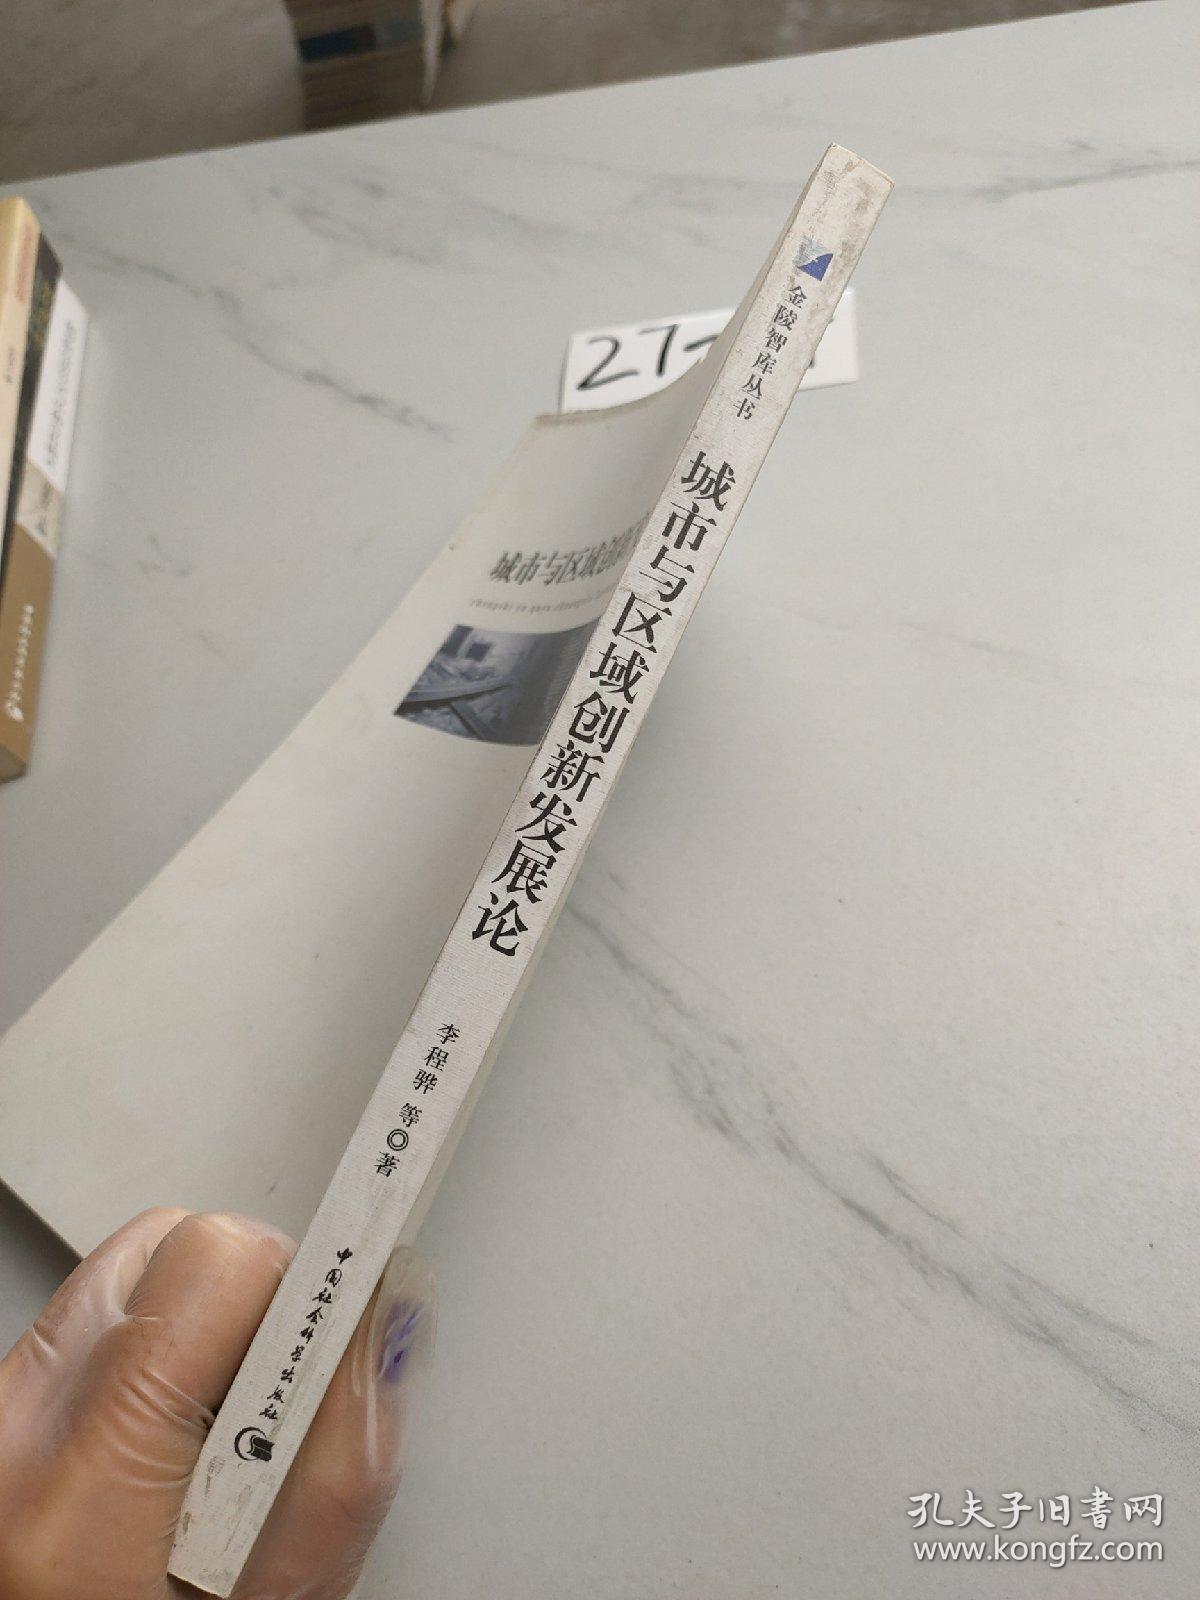 金陵智库丛书
城市与区域创新发展论
李程骅 等◎著
中国社会科学出版社
城市与区域创新
27
孔夫子旧书网
www.kongfz.com